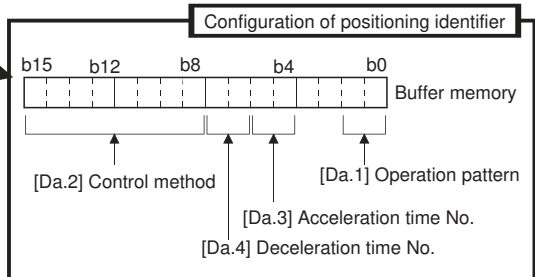 Configuration of positioning identifier
b15 b12 b8 b4 b0
Buffer memory
[Da.2] Control method
[Da.1] Operation pattern
[Da.3] Acceleration time No.
[Da.4] Deceleration time No.